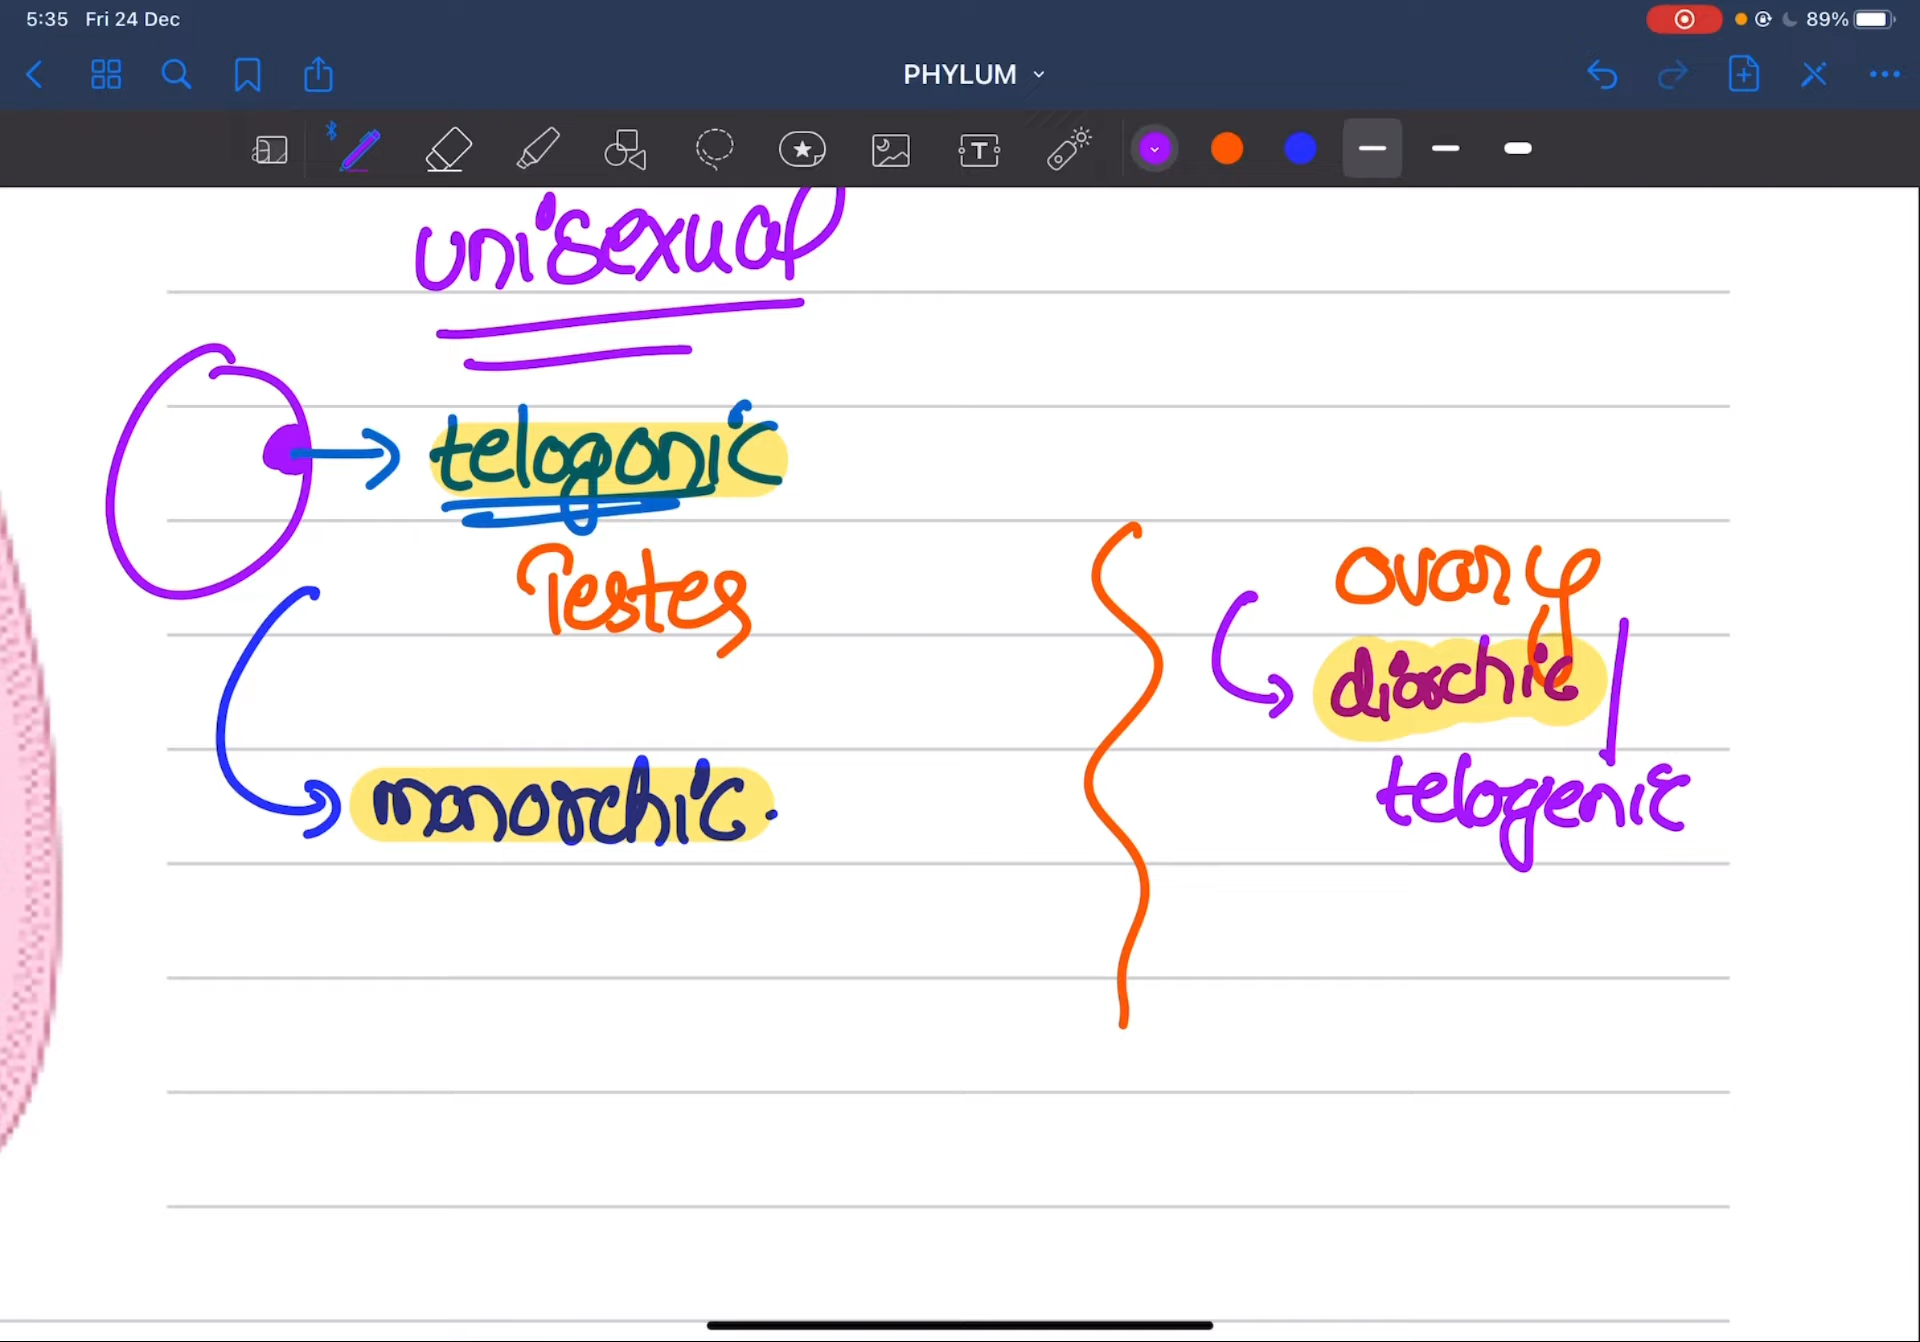 5:35 Fri 24 Dec
89%
PHYLUM
T
unisexual
telogonic
Testes
ovary
diorchic
monorchic.
telogenic